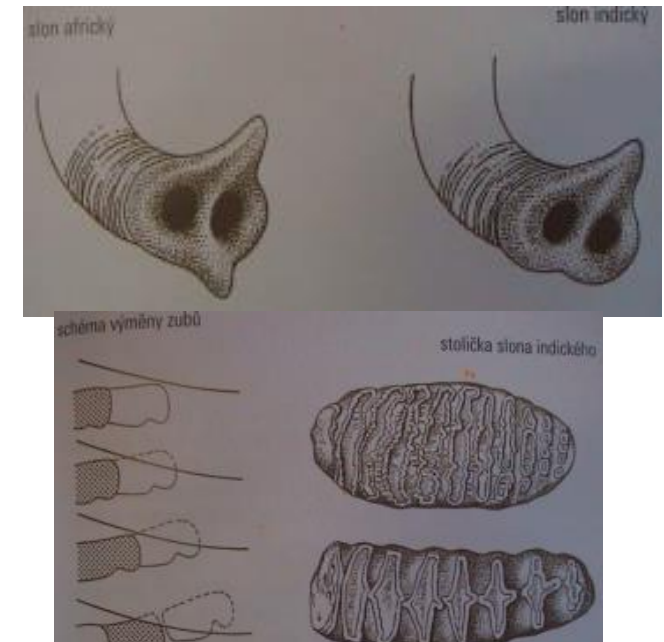 slon africký
slon indický
schéma výměny zubů
stolička slona indického